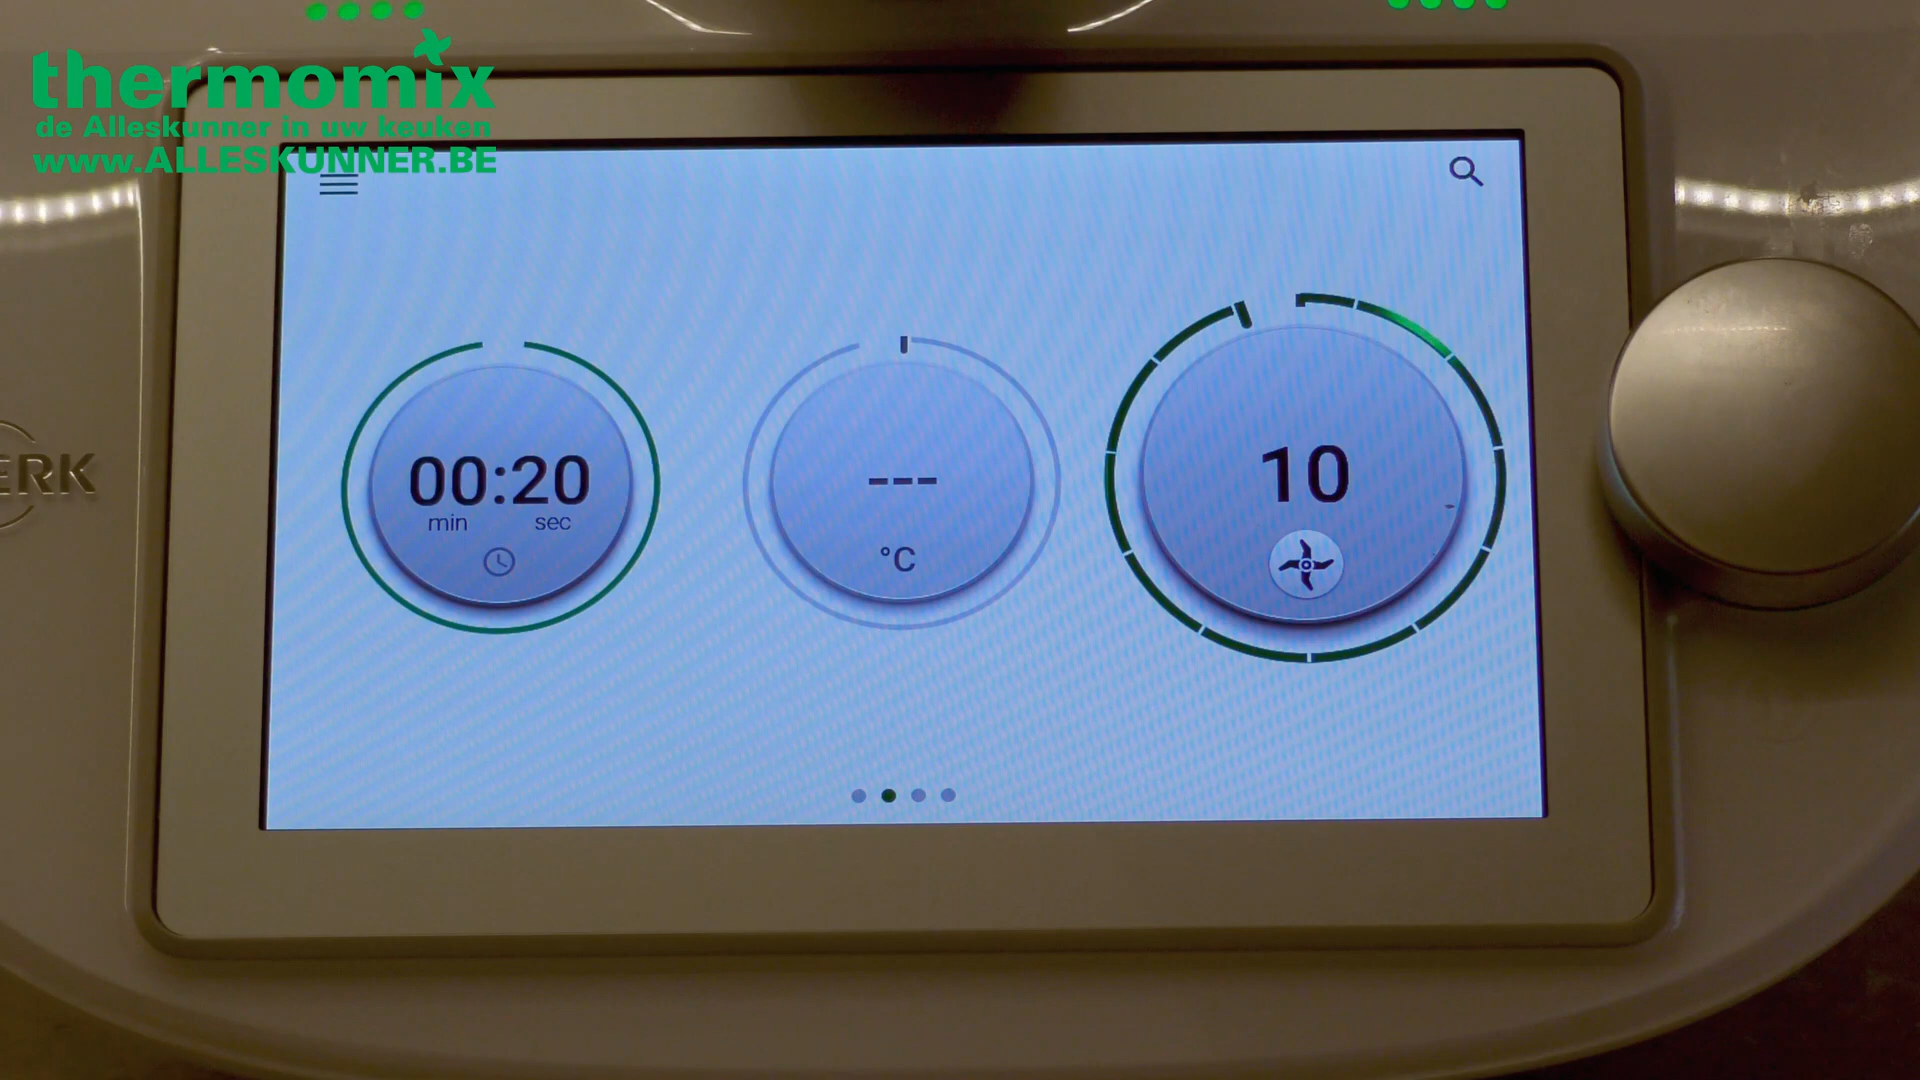 thermomix
de Alleskunner in uw keuken
www.ALLESKUNNER.BE
00:20
min sec
---
°C
10
ERK